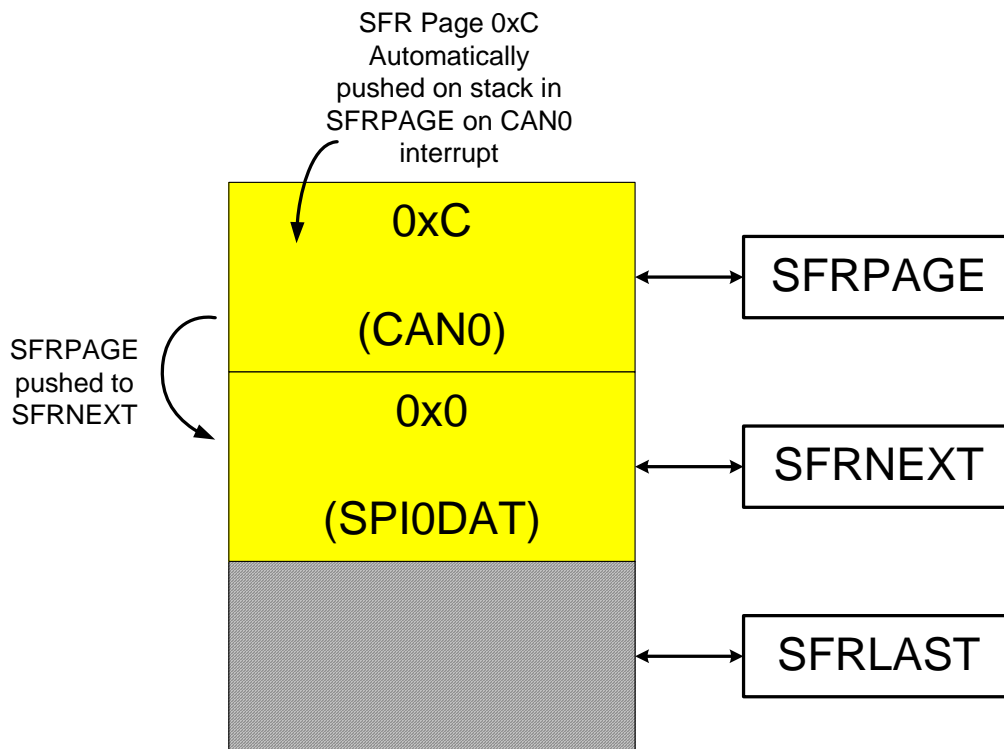 SFR Page 0xC
Automatically
pushed on stack in
SFRPAGE on CAN0
interrupt
0xC
(CAN0)
SFRPAGE
SFRPAGE
pushed to
SFRNEXT
0x0
(SPI0DAT)
SFRNEXT
SFRLAST